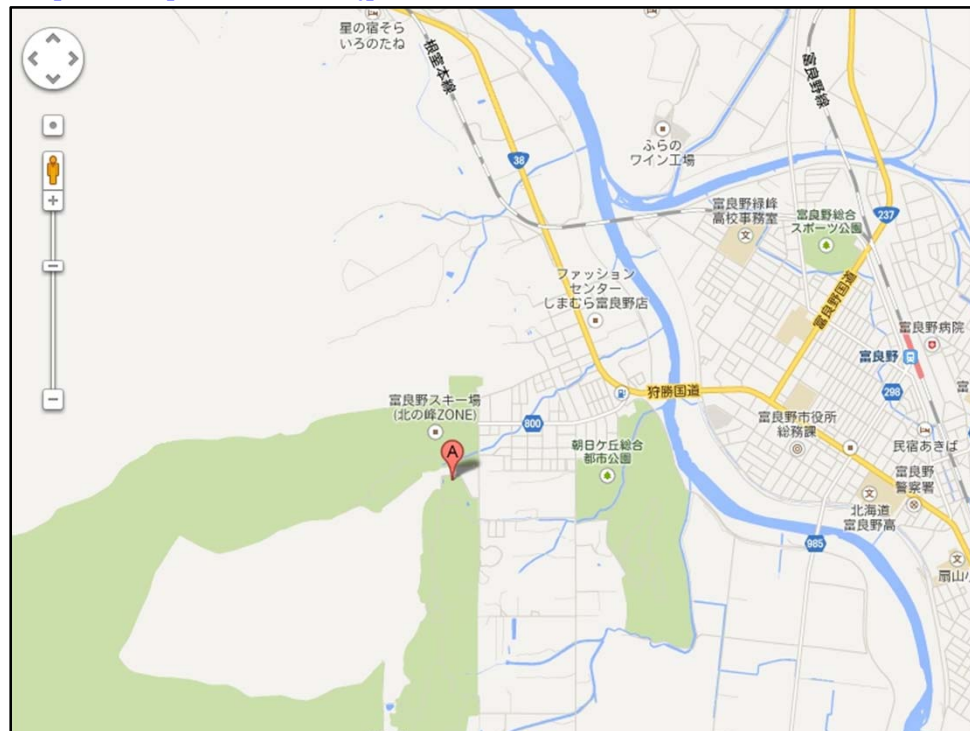 星の宿そら
いろのたね
根室本線
富良野線
38
ふらの
ワイン工場
富良野緑峰
高校事務室
富良野総合
スポーツ公園
237
ファッション
センター
しまむら富良野店
富良野国道
富良野病院
富良野
298
狩勝国道
富良野スキー場
(北の峰ZONE)
800
富良野市役所
総務課
民宿あきば
A
朝日ケ丘総合
都市公園
富良野
警察署
北海道
富良野高
985
扇山小